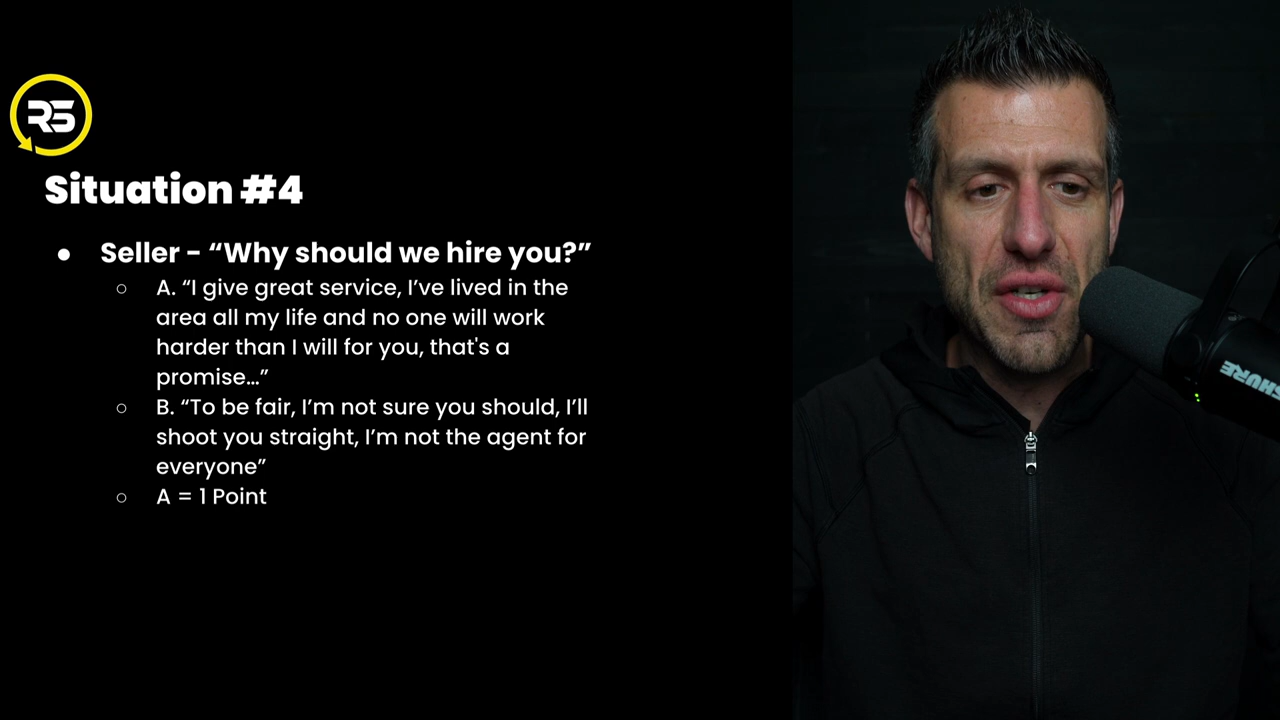 RS
Situation #4
● Seller - “Why should we hire you?”
○ A. “I give great service, I’ve lived in the
area all my life and no one will work
harder than I will for you, that's a
promise…”
○ B. “To be fair, I’m not sure you should, I’ll
shoot you straight, I’m not the agent for
everyone”
○ A = 1 Point
SHURE